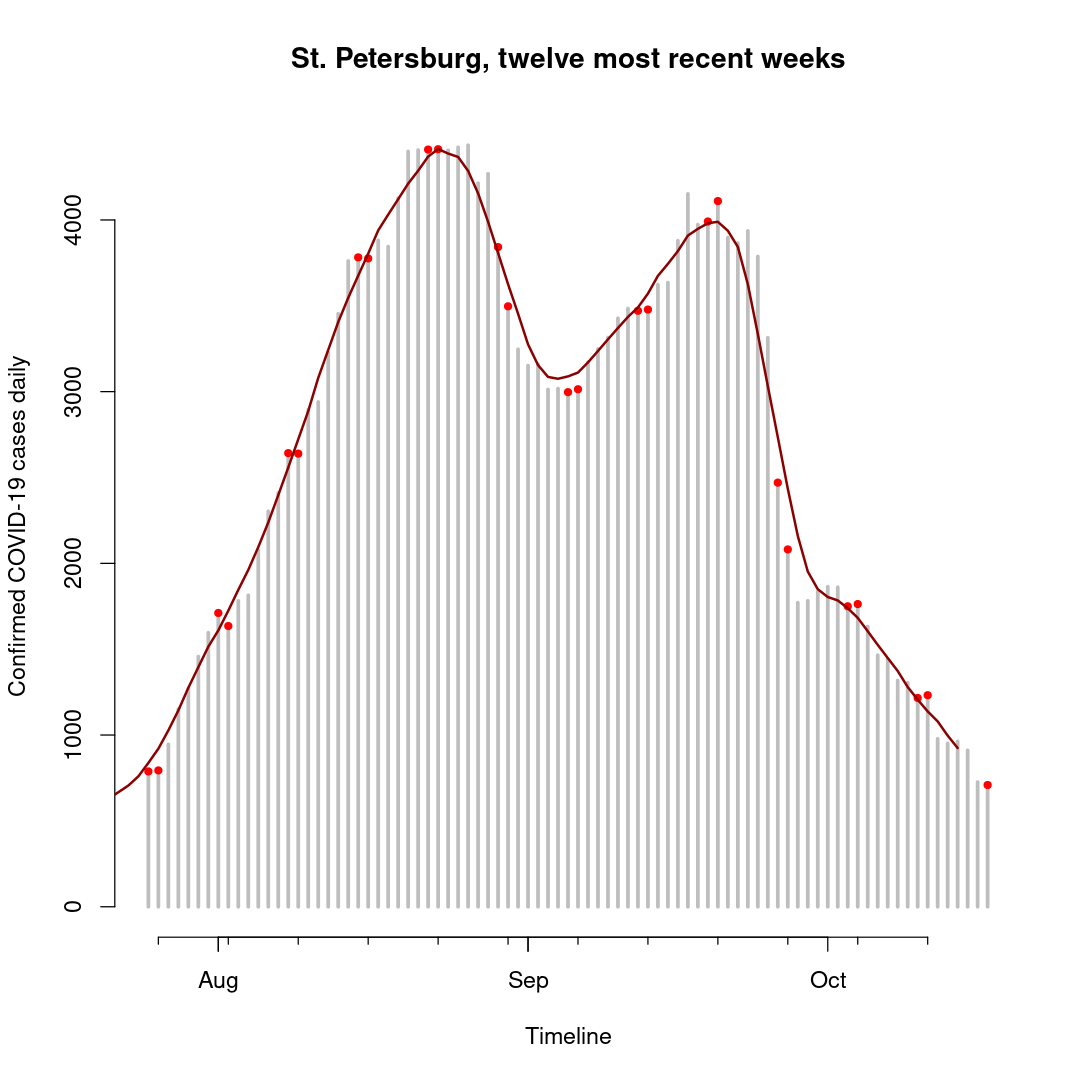 St. Petersburg, twelve most recent weeks
Confirmed COVID-19 cases daily
4000
3000
2000
1000
0
Aug Sep Oct
Timeline